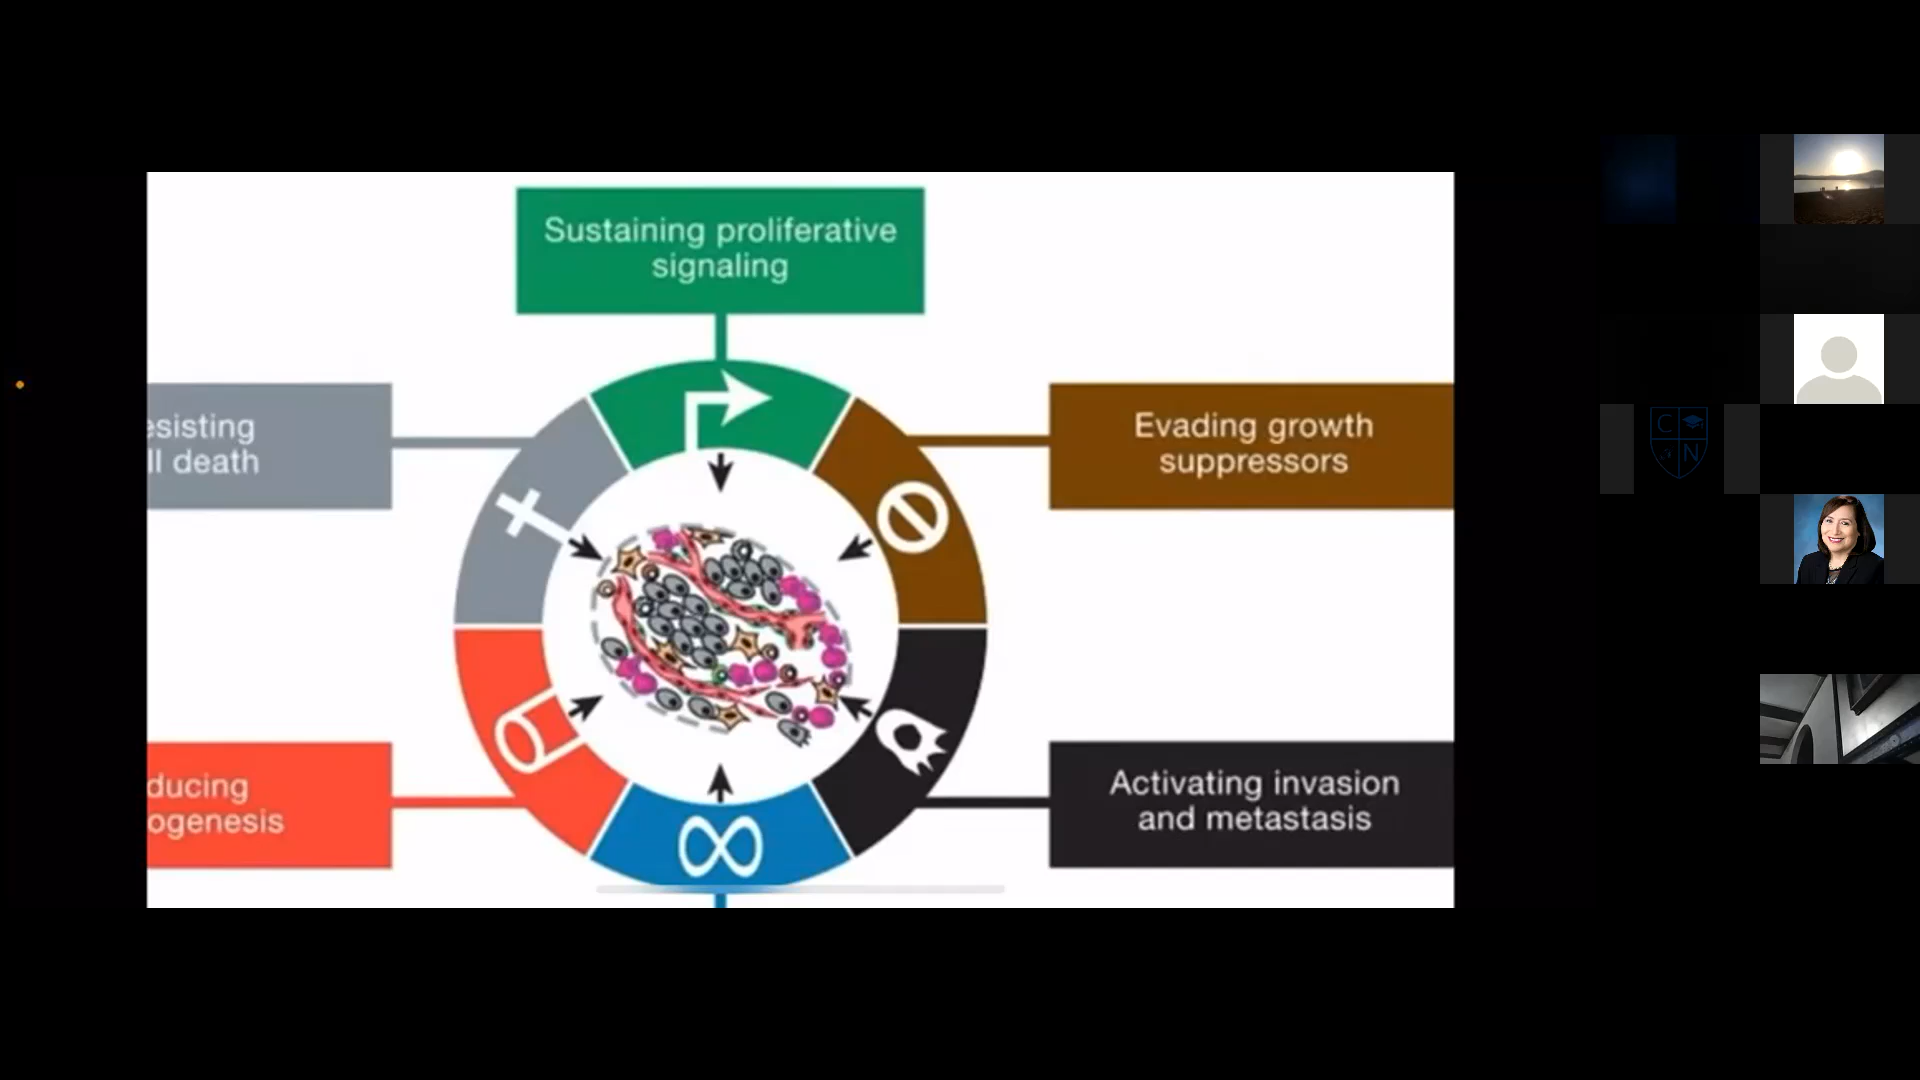 Sustaining proliferative
signaling
esisting
ll death
Evading growth
suppressors
ducing
ogenesis
Activating invasion
and metastasis
C
N